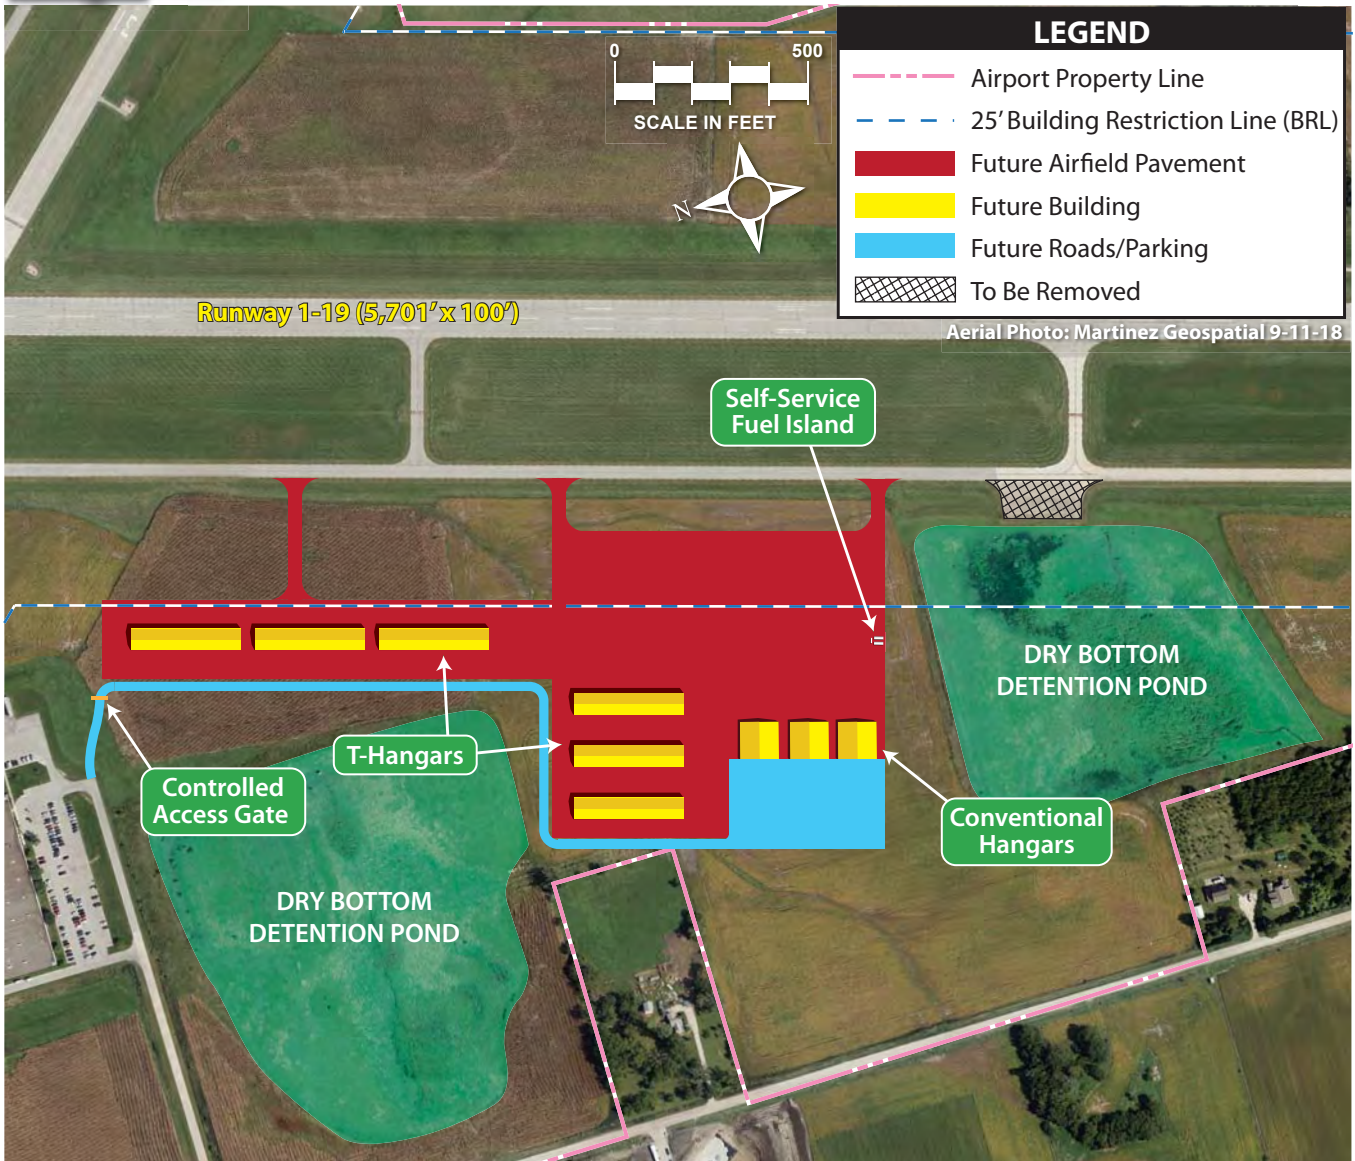 0 500
SCALE IN FEET
N
LEGEND
Airport Property Line
25' Building Restriction Line (BRL)
Future Airfield Pavement
Future Building
Future Roads/Parking
To Be Removed
Aerial Photo: Martinez Geospatial 9-11-18
Runway 1-19 (5,701' x 100')
Self-Service
Fuel Island
DRY BOTTOM
DETENTION POND
T-Hangars
Controlled
Access Gate
Conventional
Hangars
DRY BOTTOM
DETENTION POND